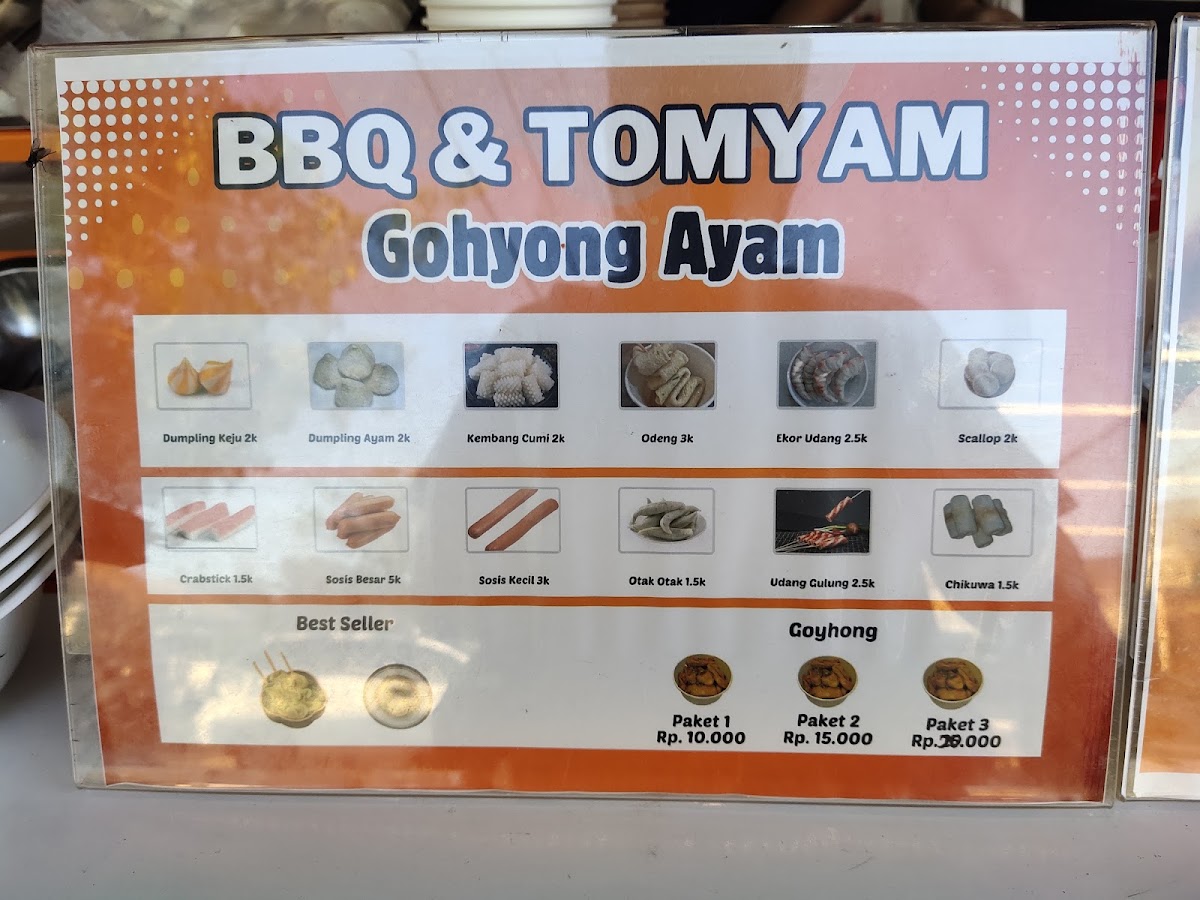 BBQ & TOMYAM
Gohyong Ayam
Dumpling Keju 2k
Dumpling Ayam 2k
Kembang Cumi 2k
Odeng 3k
Ekor Udang 2.5k
Scallop 2k
Crabstick 1.5k
Sosis Besar 5k
Sosis Kecil 3k
Otak Otak 1.5k
Udang Gulung 2.5k
Chikuwa 1.5k
Best Seller
Goyhong
Paket 1
Rp. 10.000
Paket 2
Rp. 15.000
Paket 3
Rp.